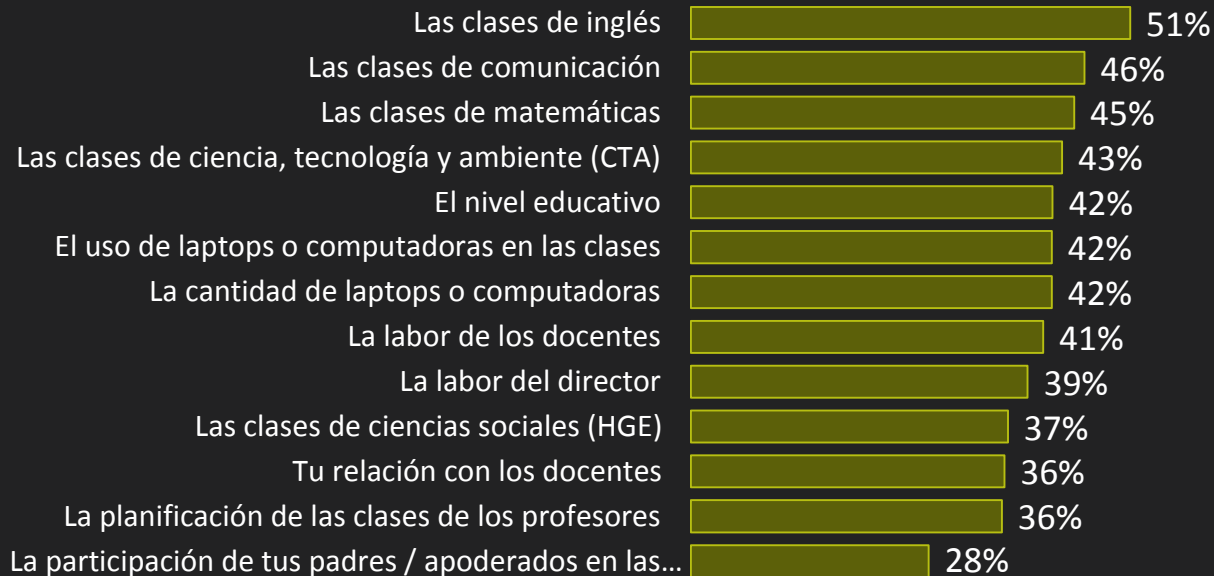 Las clases de inglés 51%
Las clases de comunicación 46%
Las clases de matemáticas 45%
Las clases de ciencia, tecnología y ambiente (CTA) 43%
El nivel educativo 42%
El uso de laptops o computadoras en las clases 42%
La cantidad de laptops o computadoras 42%
La labor de los docentes 41%
La labor del director 39%
Las clases de ciencias sociales (HGE) 37%
Tu relación con los docentes 36%
La planificación de las clases de los profesores 36%
La participación de tus padres / apoderados en las... 28%